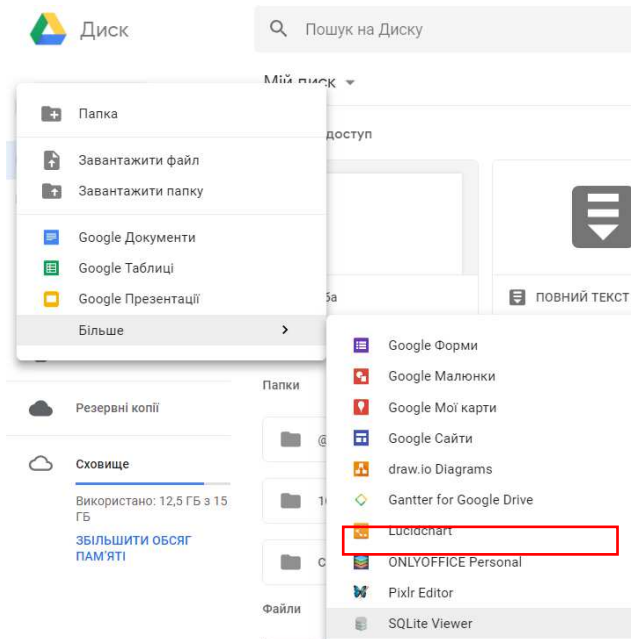 Диск
Пошук на Диску
Мій диск
Папка
доступ
Завантажити файл
Завантажити папку
Google Документи
Google Таблиці
Google Презентації
Більше
ПОВНИЙ ТЕКСТ
Google Форми
Google Малюнки
Google Мої карти
Google Сайти
draw.io Diagrams
Gantter for Google Drive
Lucidchart
ONLYOFFICE Personal
Pixlr Editor
SQLite Viewer
Папки
@
Резервні копії
Сховище
Використано: 12,5 ГБ з 15
ГБ
ЗБІЛЬШИТИ ОБСЯГ
ПАМ'ЯТІ
Файли